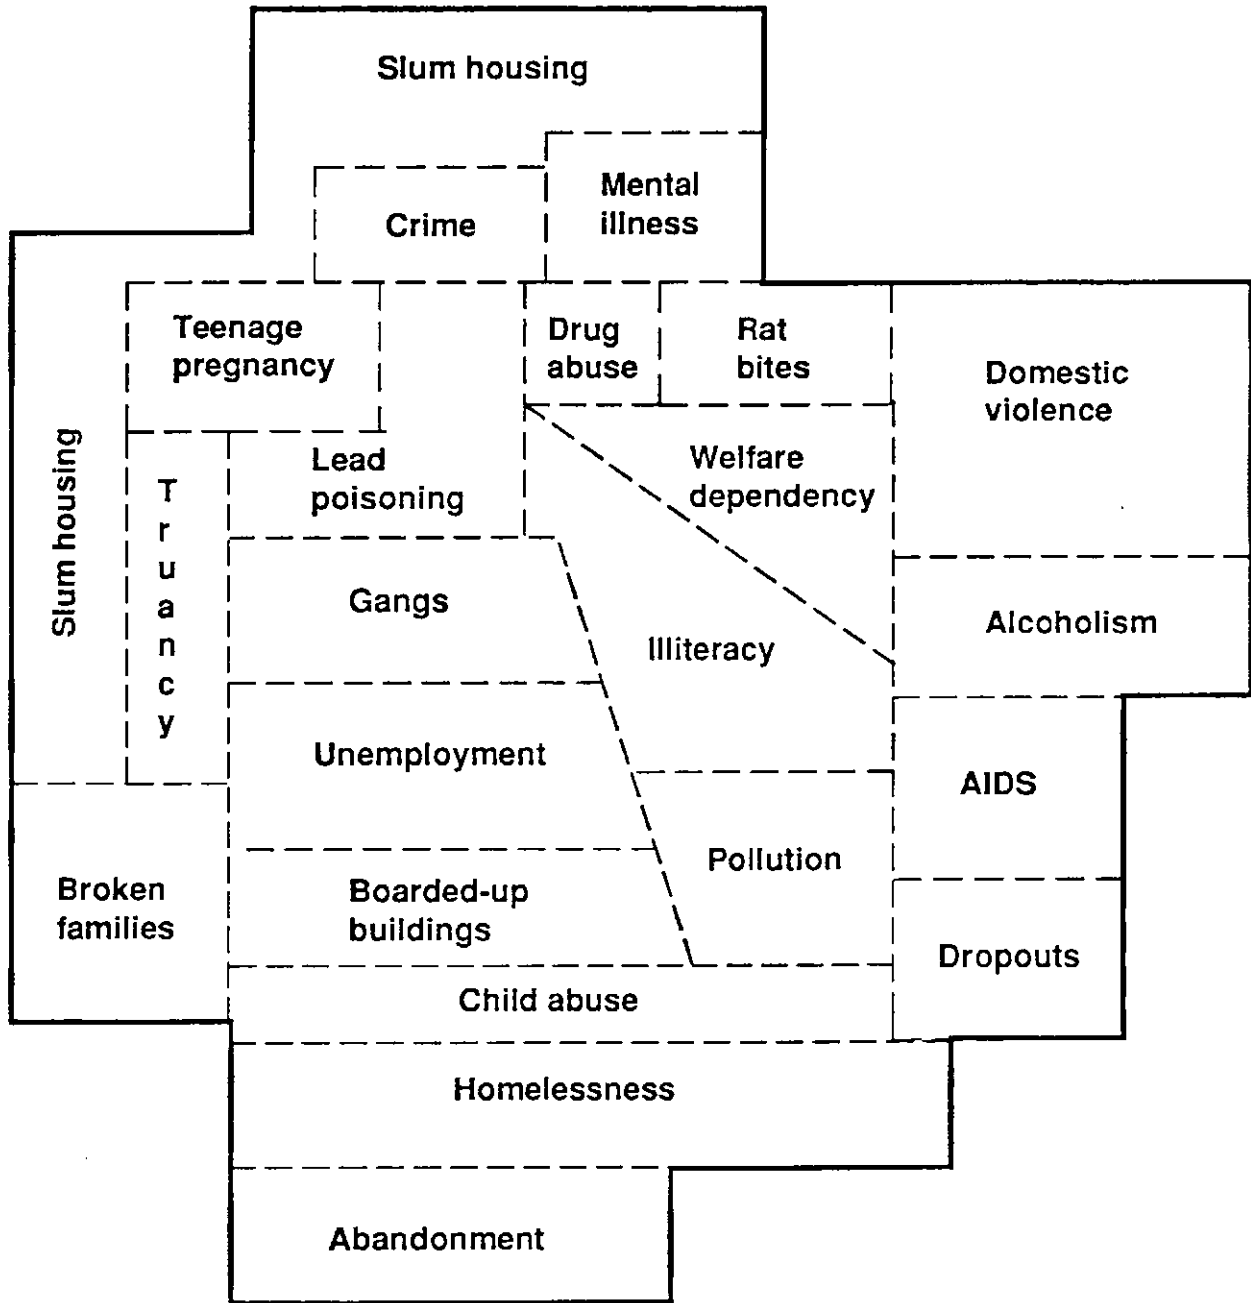 Slum housing
Mental
illness
Crime
Teenage
pregnancy
Drug
abuse
Rat
bites
Domestic
violence
Slum housing
Truancy
Lead
poisoning
Welfare
dependency
Gangs
Illiteracy
Alcoholism
Unemployment
AIDS
Pollution
Broken
families
Boarded-up
buildings
Dropouts
Child abuse
Homelessness
Abandonment